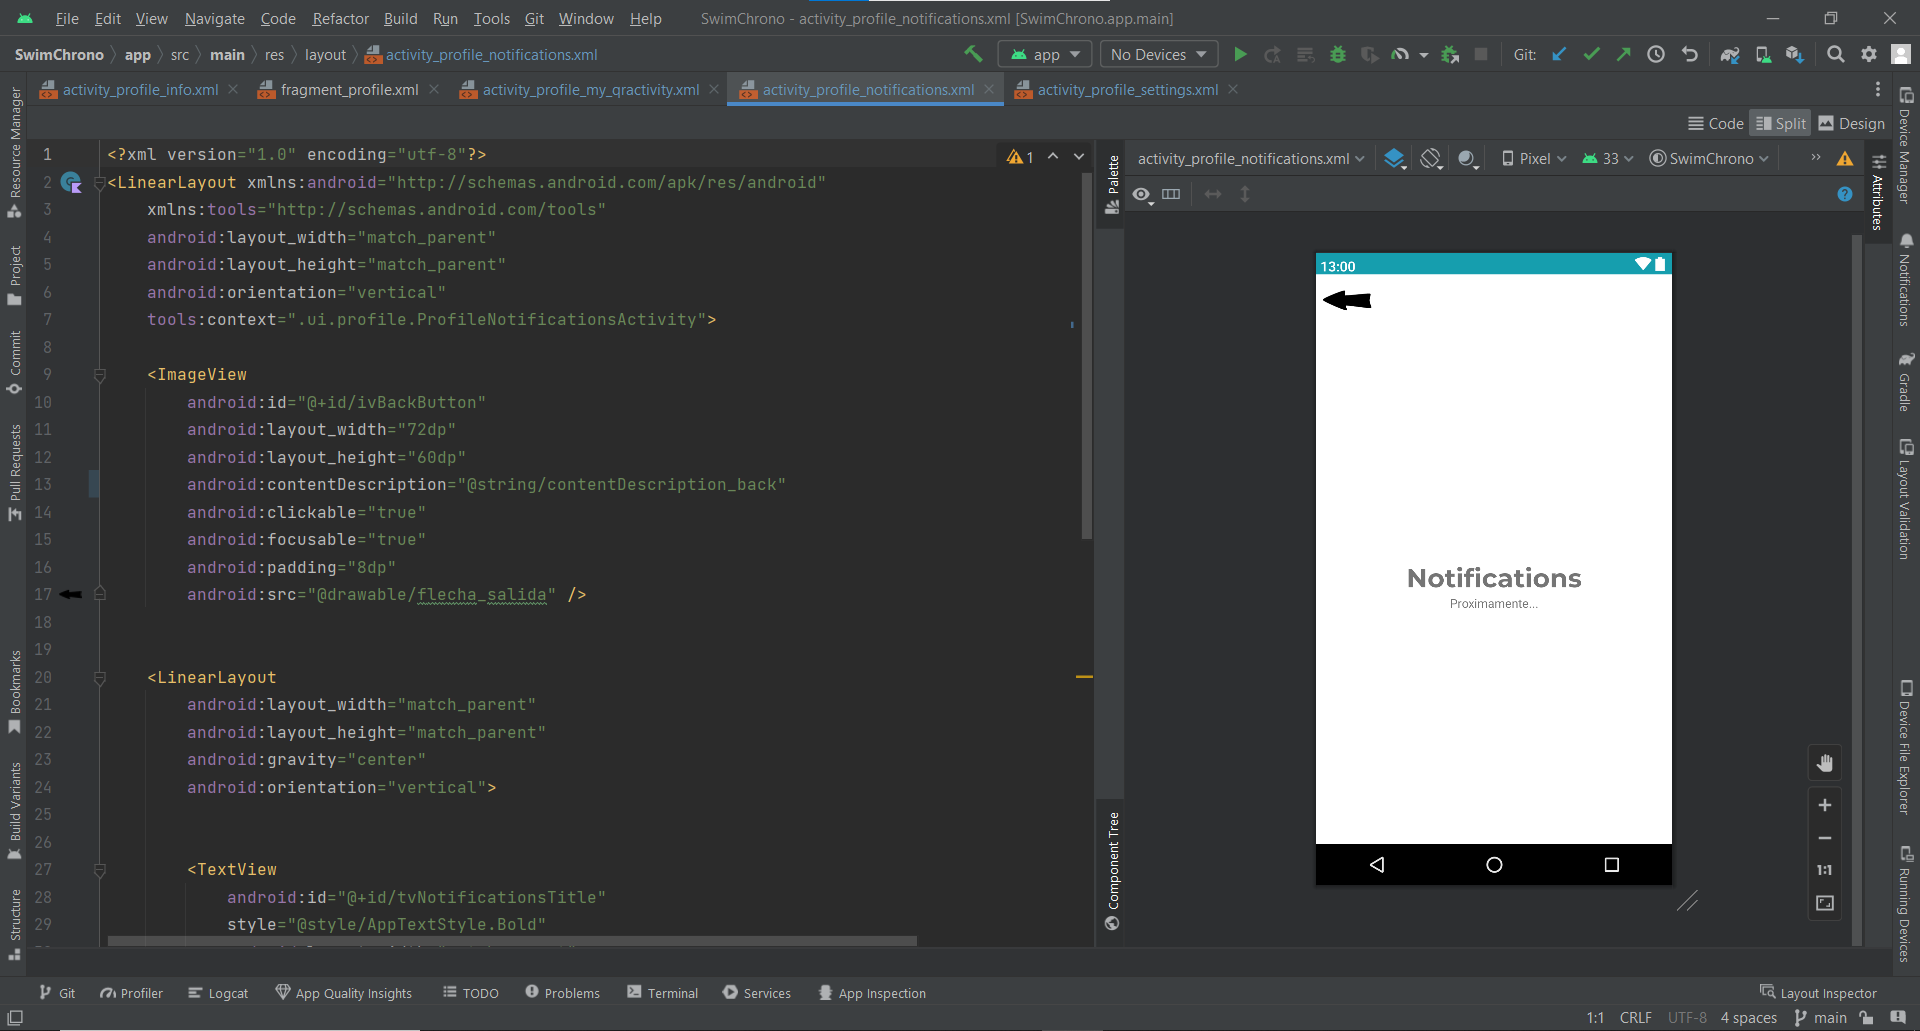 File Edit View Navigate Code Refactor Build Run Tools Git Window Help SwimChrono - activity_profile_notifications.xml [SwimChrono.app.main]
SwimChrono app src main res layout activity_profile_notifications.xml app No Devices Git:
activity_profile_info.xml fragment_profile.xml activity_profile_my_qractivity.xml activity_profile_notifications.xml activity_profile_settings.xml
Code Split Design
Resource Manager
Project
Commit
Pull Requests
Bookmarks
Build Variants
Structure
1 <?xml version="1.0" encoding="utf-8"?>
2 <LinearLayout xmlns:android="http://schemas.android.com/apk/res/android"
3 xmlns:tools="http://schemas.android.com/tools"
4 android:layout_width="match_parent"
5 android:layout_height="match_parent"
6 android:orientation="vertical"
7 tools:context=".ui.profile.ProfileNotificationsActivity">
8
9 <ImageView
10 android:id="@+id/ivBackButton"
11 android:layout_width="72dp"
12 android:layout_height="60dp"
13 android:contentDescription="@string/contentDescription_back"
14 android:clickable="true"
15 android:focusable="true"
16 android:padding="8dp"
17 android:src="@drawable/flecha_salida" />
18
19
20 <LinearLayout
21 android:layout_width="match_parent"
22 android:layout_height="match_parent"
23 android:gravity="center"
24 android:orientation="vertical">
25
26
27 <TextView
28 android:id="@+id/tvNotificationsTitle"
29 style="@style/AppTextStyle.Bold"
1
Palette
Component Tree
activity_profile_notifications.xml Pixel 33 SwimChrono
13:00
Notifications
Proximamente...
1:1
Attributes
Device Manager
Notifications
Gradle
Layout Validation
Device File Explorer
Running Devices
Git Profiler Logcat App Quality Insights TODO Problems Terminal Services App Inspection Layout Inspector
1:1 CRLF UTF-8 4 spaces main